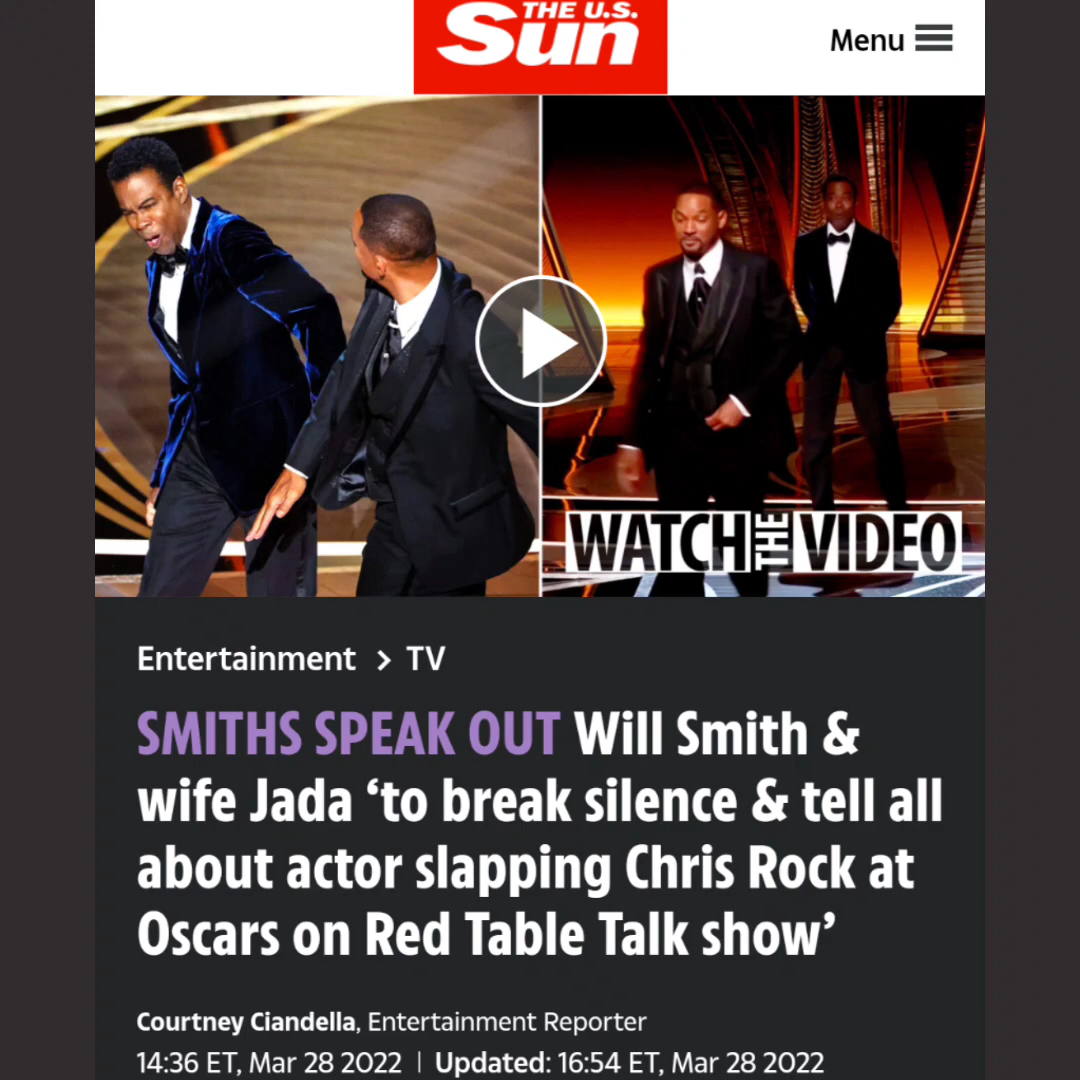 THE U.S.
Sun
Menu
WATCH THE VIDEO
Entertainment > TV
SMITHS SPEAK OUT Will Smith &
wife Jada ‘to break silence & tell all
about actor slapping Chris Rock at
Oscars on Red Table Talk show’
Courtney Ciandella, Entertainment Reporter
14:36 ET, Mar 28 2022 | Updated: 16:54 ET, Mar 28 2022